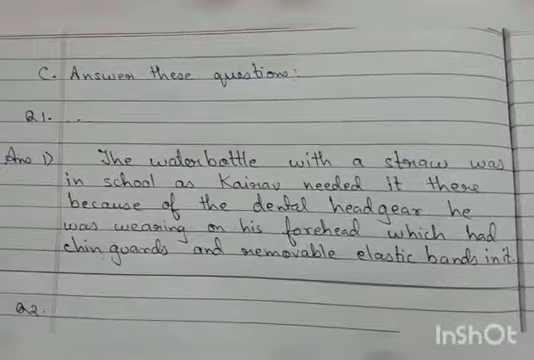 C. Answer these questions:
Q1. ...
Ans 1) The waterbottle with a straw was
in school as Kairav needed it there
because of the dental headgear he
was wearing on his forehead which had
chin guards and removable elastic bands in it.
Q2.
InShOt